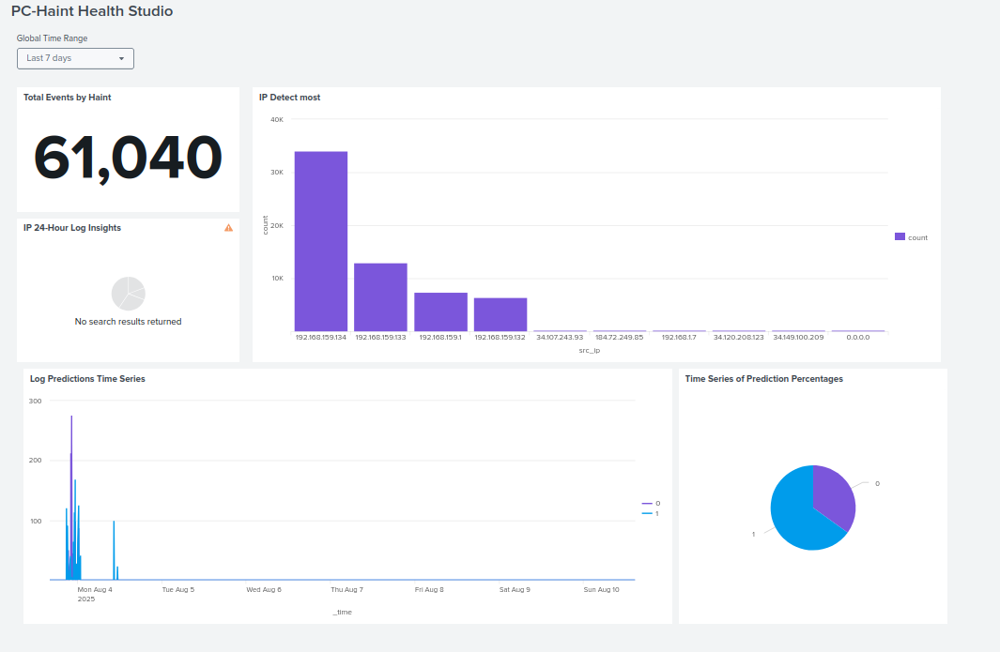 PC-Haint Health Studio
Global Time Range
Last 7 days
Total Events by Haint
61,040
IP Detect most
40K
30K
20K
10K
count
192.168.159.134 192.168.159.133 192.168.159.1 192.168.159.132 34.107.243.93 184.72.249.85 192.168.1.7 34.120.208.123 34.149.100.209 0.0.0.0
src_ip
count
IP 24-Hour Log Insights
No search results returned
Log Predictions Time Series
300
200
100
Mon Aug 4 Tue Aug 5 Wed Aug 6 Thu Aug 7 Fri Aug 8 Sat Aug 9 Sun Aug 10
2025
_time
0
1
Time Series of Prediction Percentages
0
1